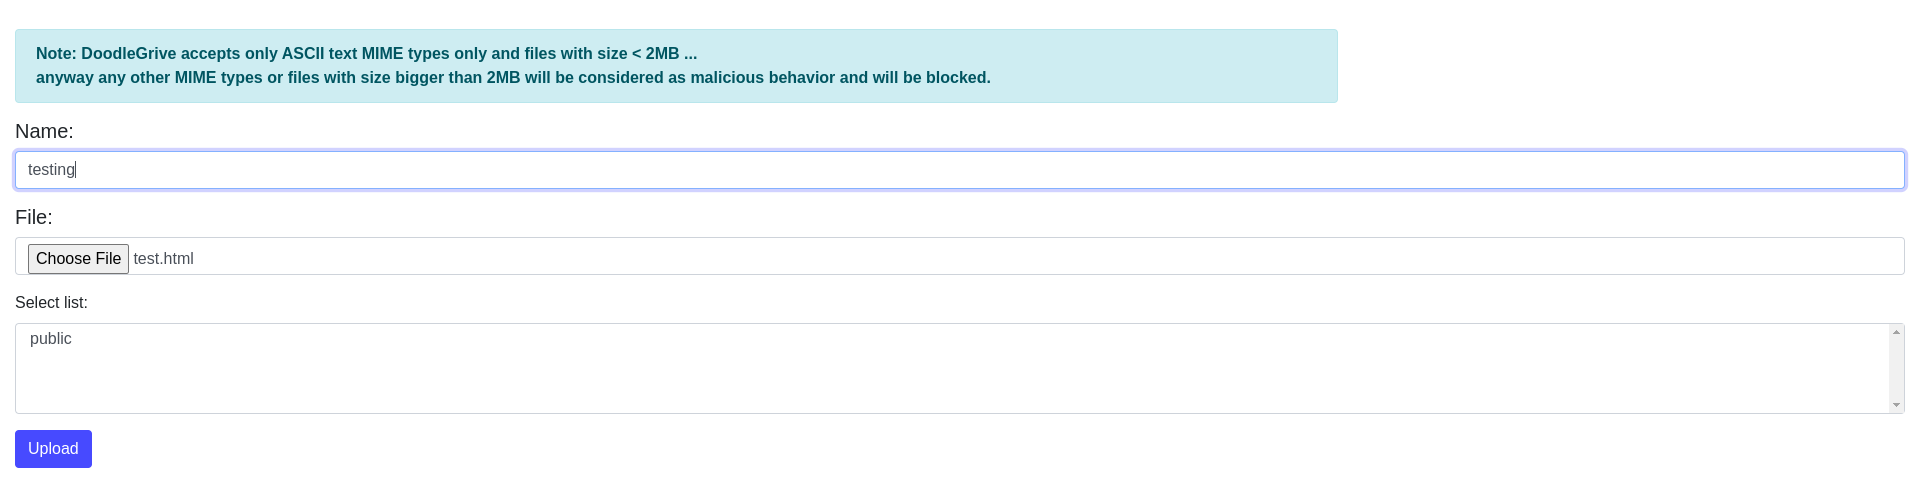 Note: DoodleGrive accepts only ASCII text MIME types only and files with size < 2MB ...
anyway any other MIME types or files with size bigger than 2MB will be considered as malicious behavior and will be blocked.
Name:
testing
File:
Choose File test.html
Select list:
public
Upload